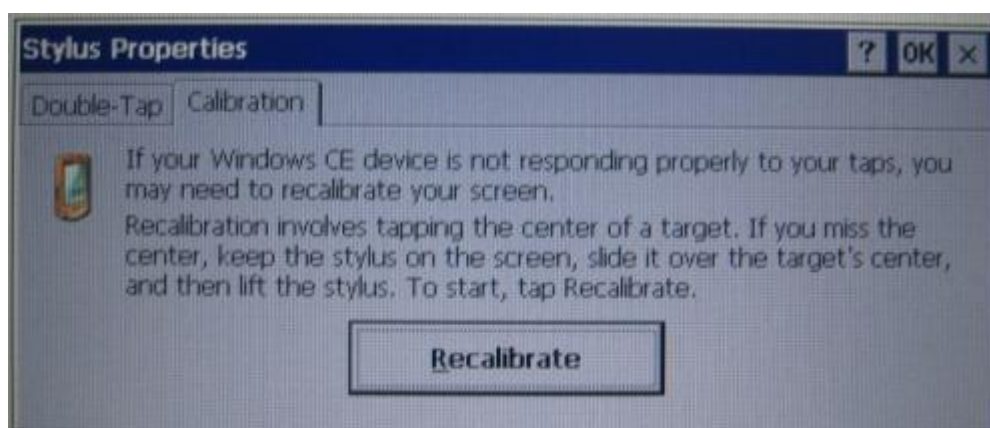 Stylus Properties ? OK ×
Double-Tap Calibration
If your Windows CE device is not responding properly to your taps, you
may need to recalibrate your screen.
Recalibration involves tapping the center of a target. If you miss the
center, keep the stylus on the screen, slide it over the target's center,
and then lift the stylus. To start, tap Recalibrate.
Recalibrate